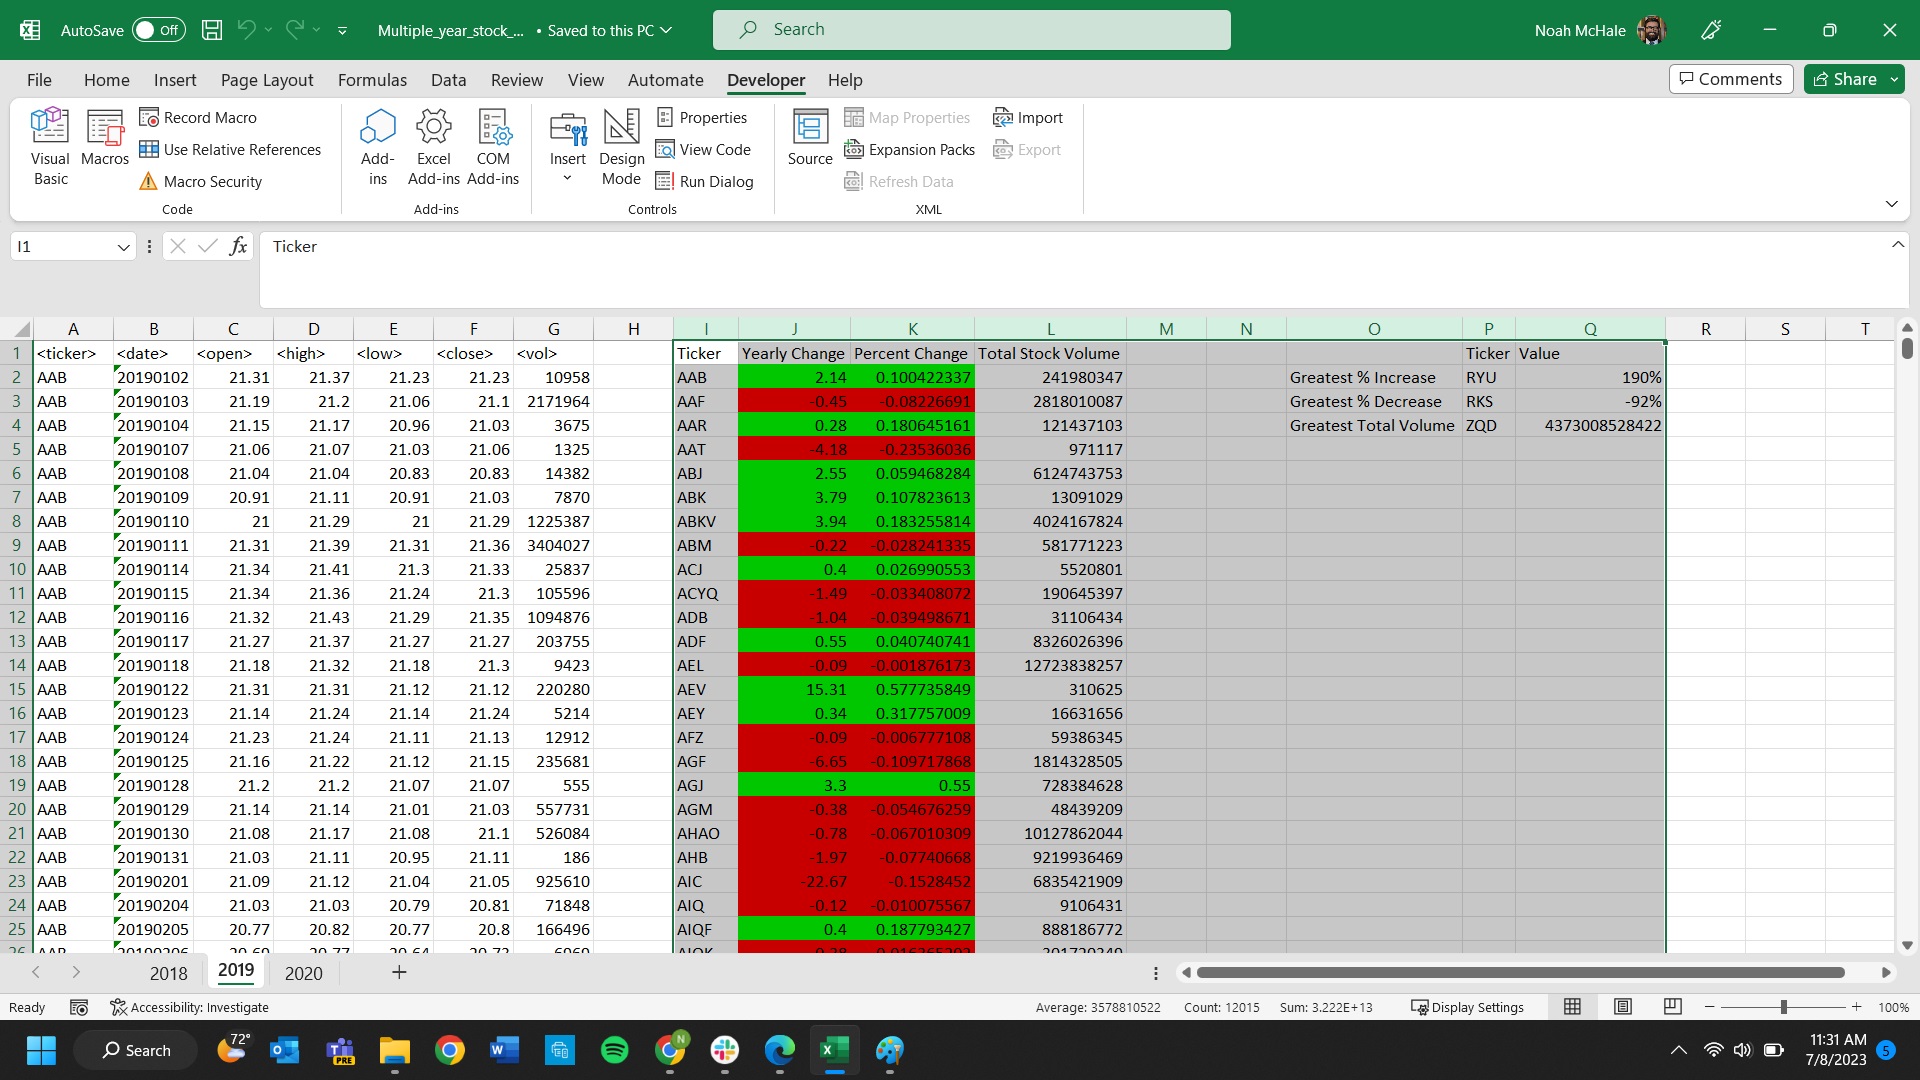 AutoSave Off Multiple_year_stock_... • Saved to this PC Search Noah McHale
File Home Insert Page Layout Formulas Data Review View Automate Developer Help Comments Share
Visual Basic Macros Record Macro Use Relative References Macro Security Code
Add-ins Excel Add-ins COM Add-ins Add-ins
Insert Design Mode Properties View Code Run Dialog Controls
Source Map Properties Expansion Packs Refresh Data Import Export XML
I1 fx Ticker
A B C D E F G H I J K L M N O P Q R S T
1 <ticker> <date> <open> <high> <low> <close> <vol> Ticker Yearly Change Percent Change Total Stock Volume Ticker Value
2 AAB 20190102 21.31 21.37 21.23 21.23 10958 AAB 2.14 0.100422337 241980347 Greatest % Increase RYU 190%
3 AAB 20190103 21.19 21.2 21.06 21.1 2171964 AAF -0.45 -0.08226691 2818010087 Greatest % Decrease RKS -92%
4 AAB 20190104 21.15 21.17 20.96 21.03 3675 AAR 0.28 0.180645161 121437103 Greatest Total Volume ZQD 4373008528422
5 AAB 20190107 21.06 21.07 21.03 21.06 1325 AAT -4.18 -0.23536036 971117
6 AAB 20190108 21.04 21.04 20.83 20.83 14382 ABJ 2.55 0.059468284 6124743753
7 AAB 20190109 20.91 21.11 20.91 21.03 7870 ABK 3.79 0.107823613 13091029
8 AAB 20190110 21 21.29 21 21.29 1225387 ABKV 3.94 0.183255814 4024167824
9 AAB 20190111 21.31 21.39 21.31 21.36 3404027 ABM -0.22 -0.028241335 581771223
10 AAB 20190114 21.34 21.41 21.3 21.33 25837 ACJ 0.4 0.026990553 5520801
11 AAB 20190115 21.34 21.36 21.24 21.3 105596 ACYQ -1.49 -0.033408072 190645397
12 AAB 20190116 21.32 21.43 21.29 21.35 1094876 ADB -1.04 -0.039498671 31106434
13 AAB 20190117 21.27 21.37 21.27 21.27 203755 ADF 0.55 0.040740741 8326026396
14 AAB 20190118 21.18 21.32 21.18 21.3 9423 AEL -0.09 -0.001876173 12723838257
15 AAB 20190122 21.31 21.31 21.12 21.12 220280 AEV 15.31 0.577735849 310625
16 AAB 20190123 21.14 21.24 21.14 21.24 5214 AEY 0.34 0.317757009 16631656
17 AAB 20190124 21.23 21.24 21.11 21.13 12912 AFZ -0.09 -0.006777108 59386345
18 AAB 20190125 21.16 21.22 21.12 21.15 235681 AGF -6.65 -0.109717868 1814328505
19 AAB 20190128 21.2 21.2 21.07 21.07 555 AGJ 3.3 0.55 728384628
20 AAB 20190129 21.14 21.14 21.01 21.03 557731 AGM -0.38 -0.054676259 48439209
21 AAB 20190130 21.08 21.17 21.08 21.1 526084 AHAO -0.78 -0.067010309 10127862044
22 AAB 20190131 21.03 21.11 20.95 21.11 186 AHB -1.97 -0.07740668 9219936469
23 AAB 20190201 21.09 21.12 21.04 21.05 925610 AIC -22.67 -0.1528452 6835421909
24 AAB 20190204 21.03 21.03 20.79 20.81 71848 AIQ -0.12 -0.010075567 9106431
25 AAB 20190205 20.77 20.82 20.77 20.8 166496 AIQF 0.4 0.187793427 888186772
2018 2019 2020
Ready Accessibility: Investigate Average: 3578810522 Count: 12015 Sum: 3.222E+13 Display Settings 100%
72° Search PRE N 11:31 AM
7/8/2023 5